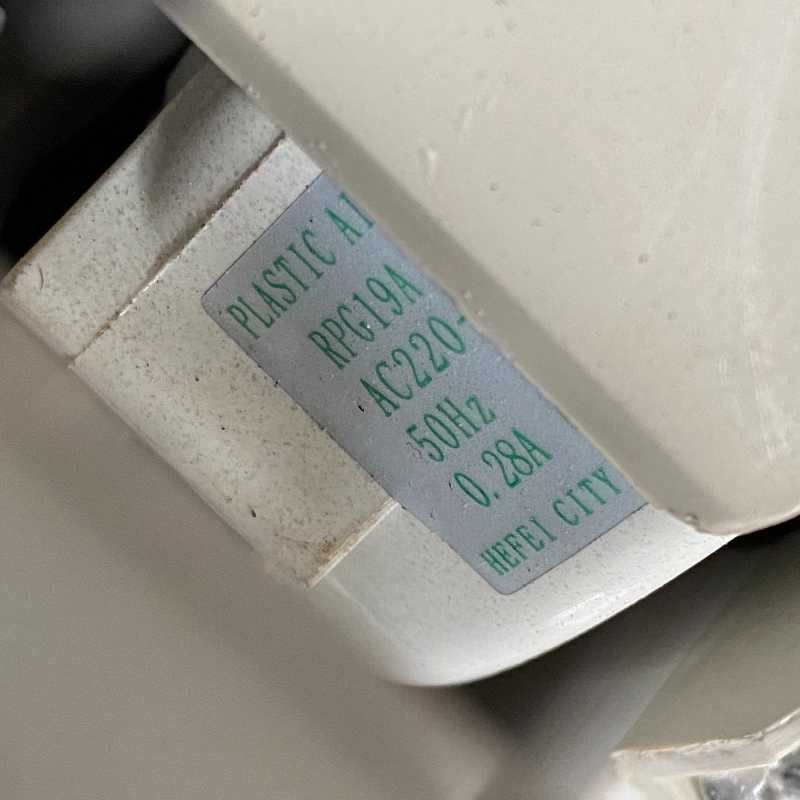 PLASTIC AI
RPG19A
AC220-
50Hz
0.28A
HEFEI CITY